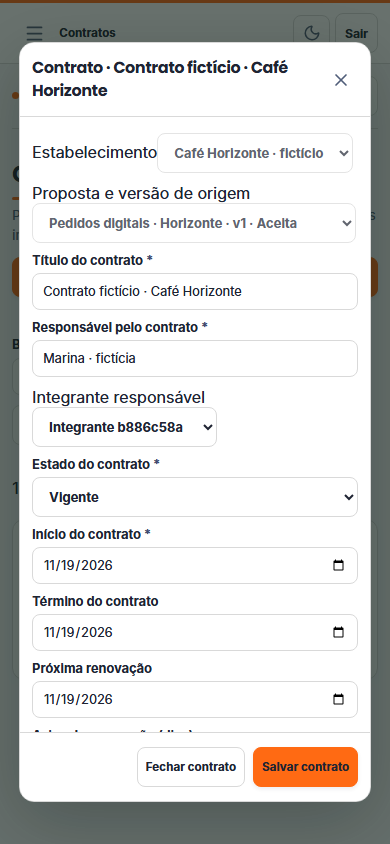 Contratos
Sair
Contrato · Contrato fictício · Café
Horizonte
Estabelecimento
Café Horizonte · fictício
Proposta e versão de origem
Pedidos digitais · Horizonte · v1 · Aceita
Título do contrato *
Contrato fictício · Café Horizonte
Responsável pelo contrato *
Marina · fictícia
Integrante responsável
Integrante b886c58a
Estado do contrato *
Vigente
Início do contrato *
11/19/2026
Término do contrato
11/19/2026
Próxima renovação
11/19/2026
Fechar contrato
Salvar contrato